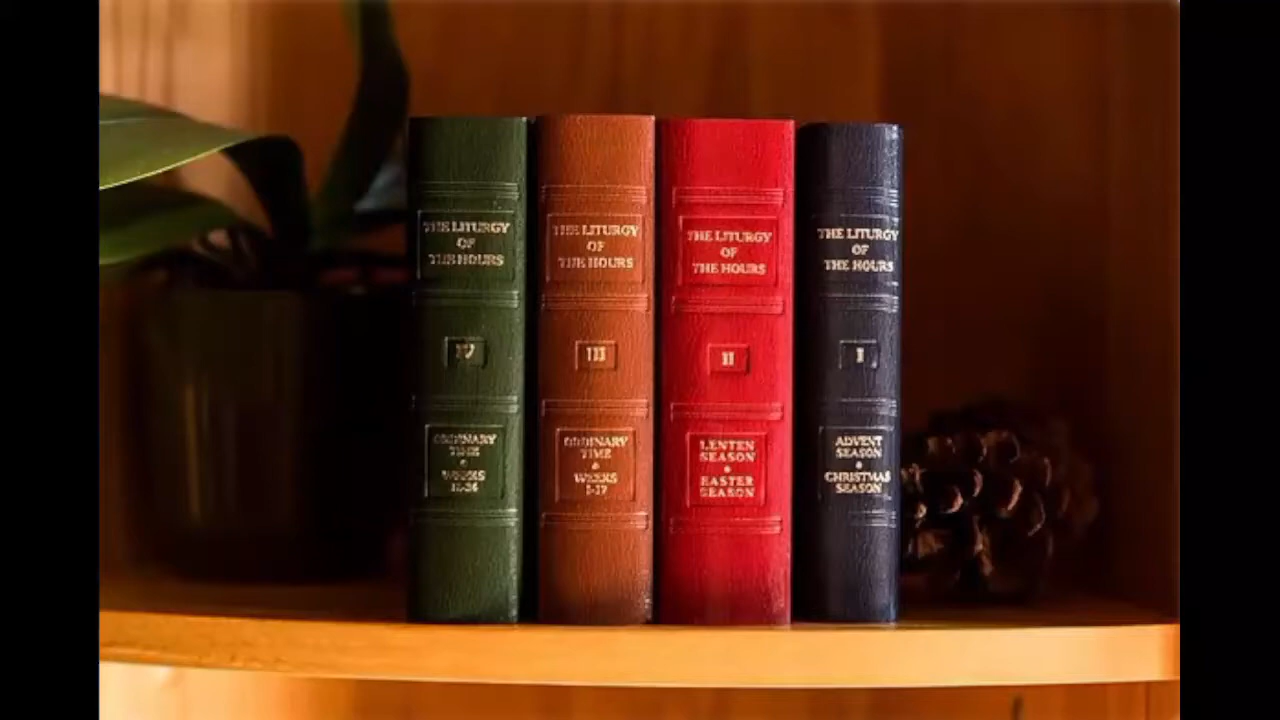 THE LITURGY
OF
THE HOURS
IV
ORDINARY
TIME
WEEKS
18-34
THE LITURGY
OF
THE HOURS
III
ORDINARY
TIME
WEEKS
1-17
THE LITURGY
OF
THE HOURS
II
LENTEN
SEASON
EASTER
SEASON
THE LITURGY
OF
THE HOURS
I
ADVENT
SEASON
CHRISTMAS
SEASON